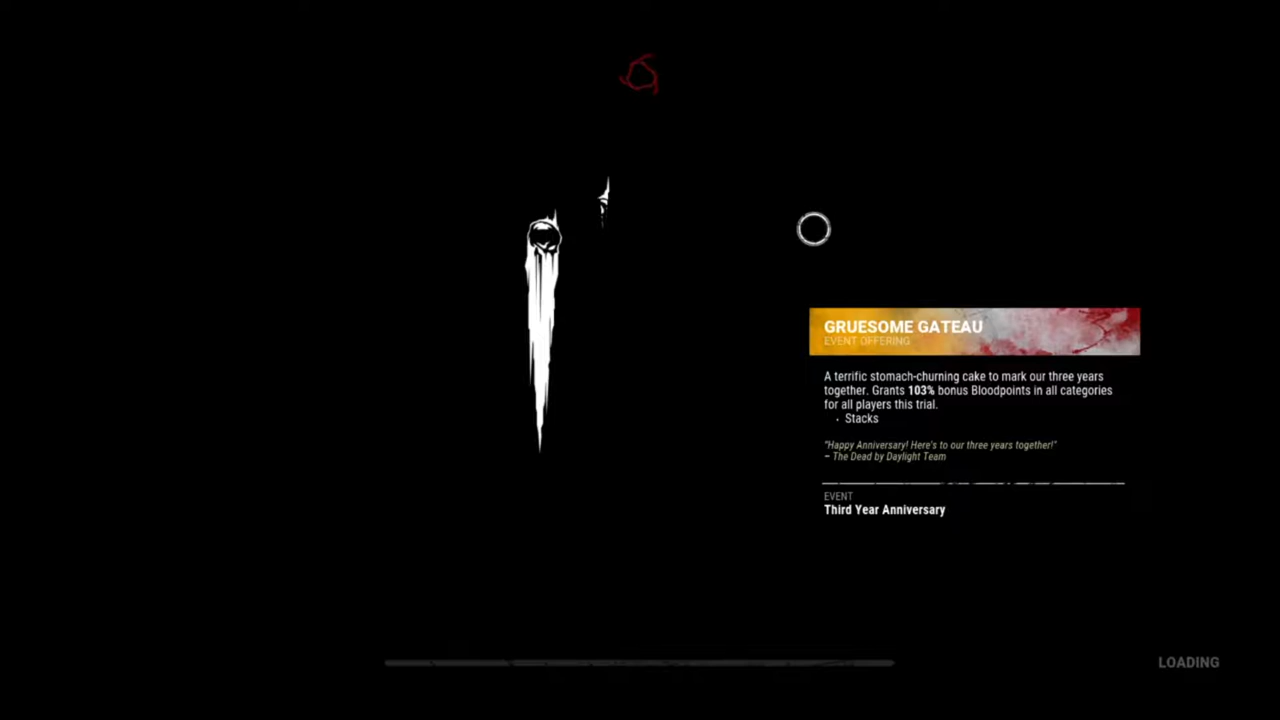 GRUESOME GATEAU
EVENT OFFERING
A terrific stomach-churning cake to mark our three years
together. Grants 103% bonus Bloodpoints in all categories
for all players this trial.
· Stacks
"Happy Anniversary! Here's to our three years together!"
– The Dead by Daylight Team
EVENT
Third Year Anniversary
LOADING